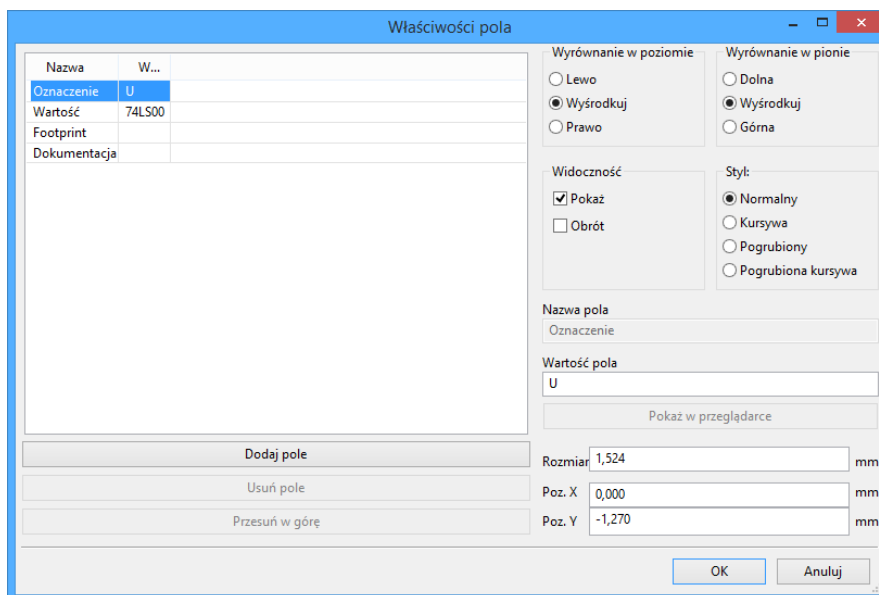 Właściwości pola
Nazwa W...
Oznaczenie U
Wartość 74LS00
Footprint
Dokumentacja
Dodaj pole
Usuń pole
Przesuń w górę
Wyrównanie w poziomie
Lewo
Wyśrodkuj
Prawo
Wyrównanie w pionie
Dolna
Wyśrodkuj
Górna
Widoczność
Pokaż
Obrót
Styl:
Normalny
Kursywa
Pogrubiony
Pogrubiona kursywa
Nazwa pola
Oznaczenie
Wartość pola
U
Pokaż w przeglądarce
Rozmiar 1,524 mm
Poz. X 0,000 mm
Poz. Y -1,270 mm
OK Anuluj